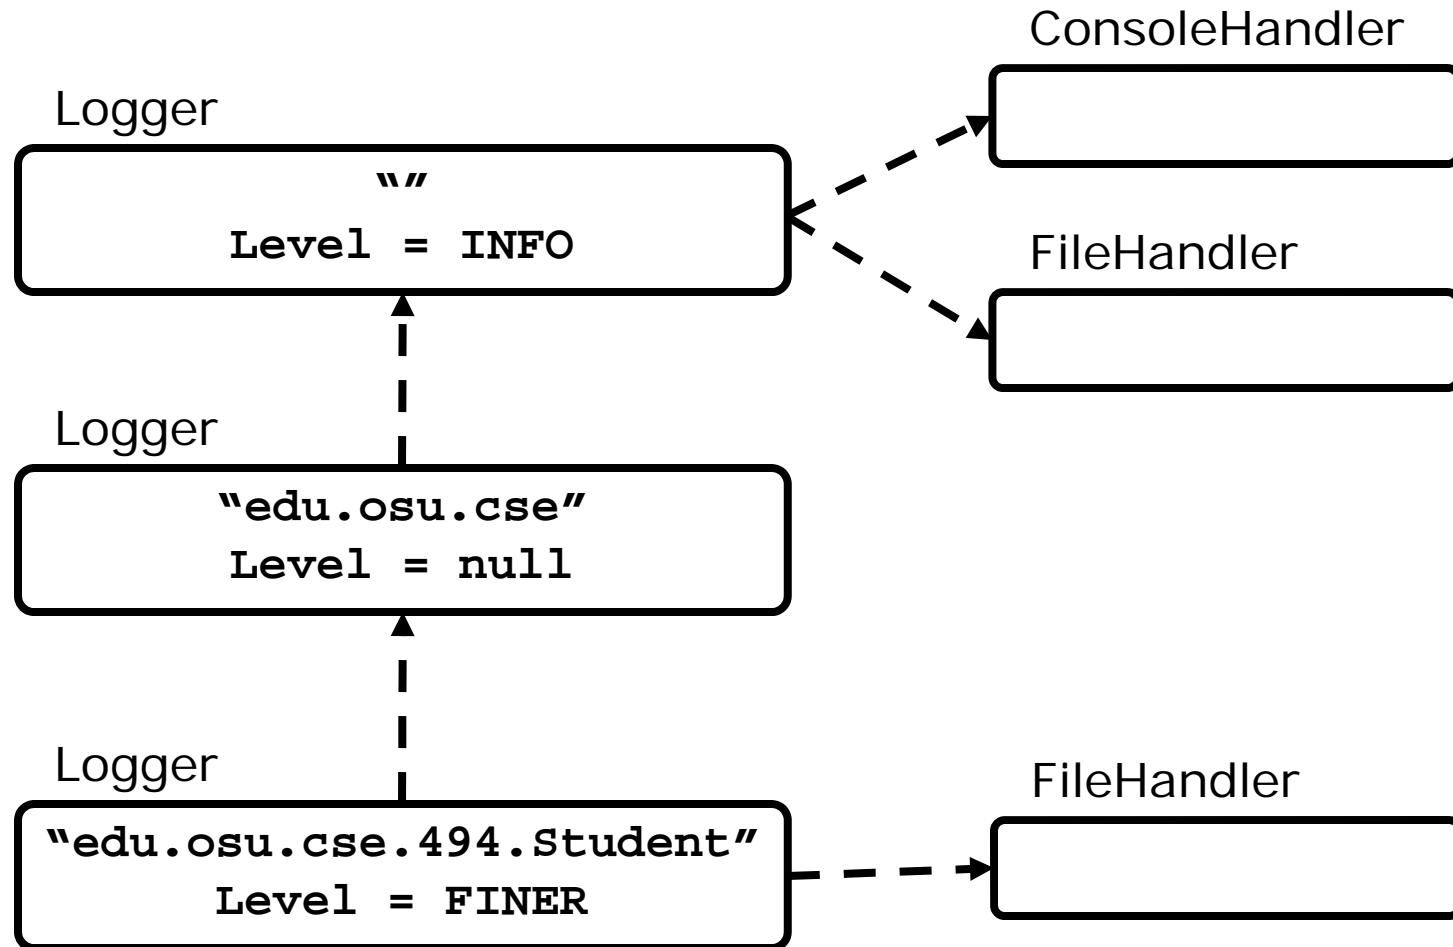 ConsoleHandler
Logger
“”
Level = INFO
FileHandler
Logger
“edu.osu.cse”
Level = null
Logger
“edu.osu.cse.494.Student”
Level = FINER
FileHandler